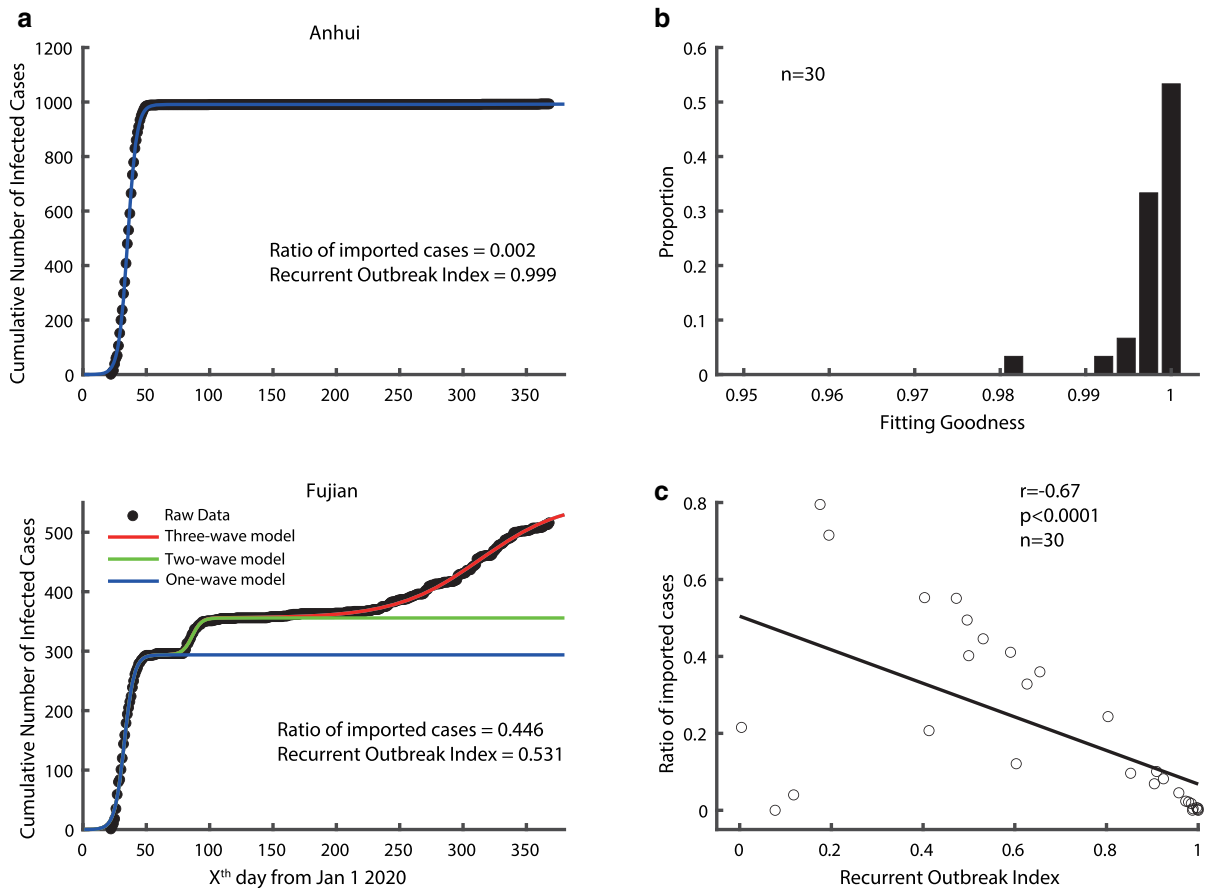 a
Anhui
Cumulative Number of Infected Cases
1200
1000
800
600
400
200
0
Ratio of imported cases = 0.002
Recurrent Outbreak Index = 0.999
0 50 100 150 200 250 300 350
b
n=30
Proportion
0.6
0.5
0.4
0.3
0.2
0.1
0
0.95 0.96 0.97 0.98 0.99 1
Fitting Goodness
Fujian
Cumulative Number of Infected Cases
500
400
300
200
100
0
Raw Data
Three-wave model
Two-wave model
One-wave model
Ratio of imported cases = 0.446
Recurrent Outbreak Index = 0.531
0 50 100 150 200 250 300 350
Xth day from Jan 1 2020
c
r=-0.67
p<0.0001
n=30
Ratio of imported cases
0.8
0.6
0.4
0.2
0
0 0.2 0.4 0.6 0.8 1
Recurrent Outbreak Index